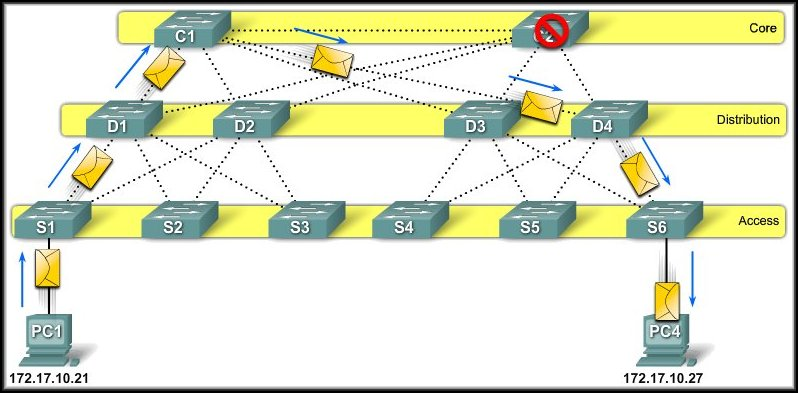 C1
Core
D1
D2
D3
D4
Distribution
S1
S2
S3
S4
S5
S6
Access
PC1
PC4
172.17.10.21
172.17.10.27